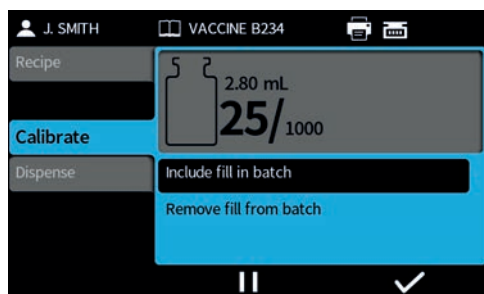 J. SMITH
VACCINE B234
Recipe
Calibrate
Dispense
2.80 mL
25/1000
Include fill in batch
Remove fill from batch